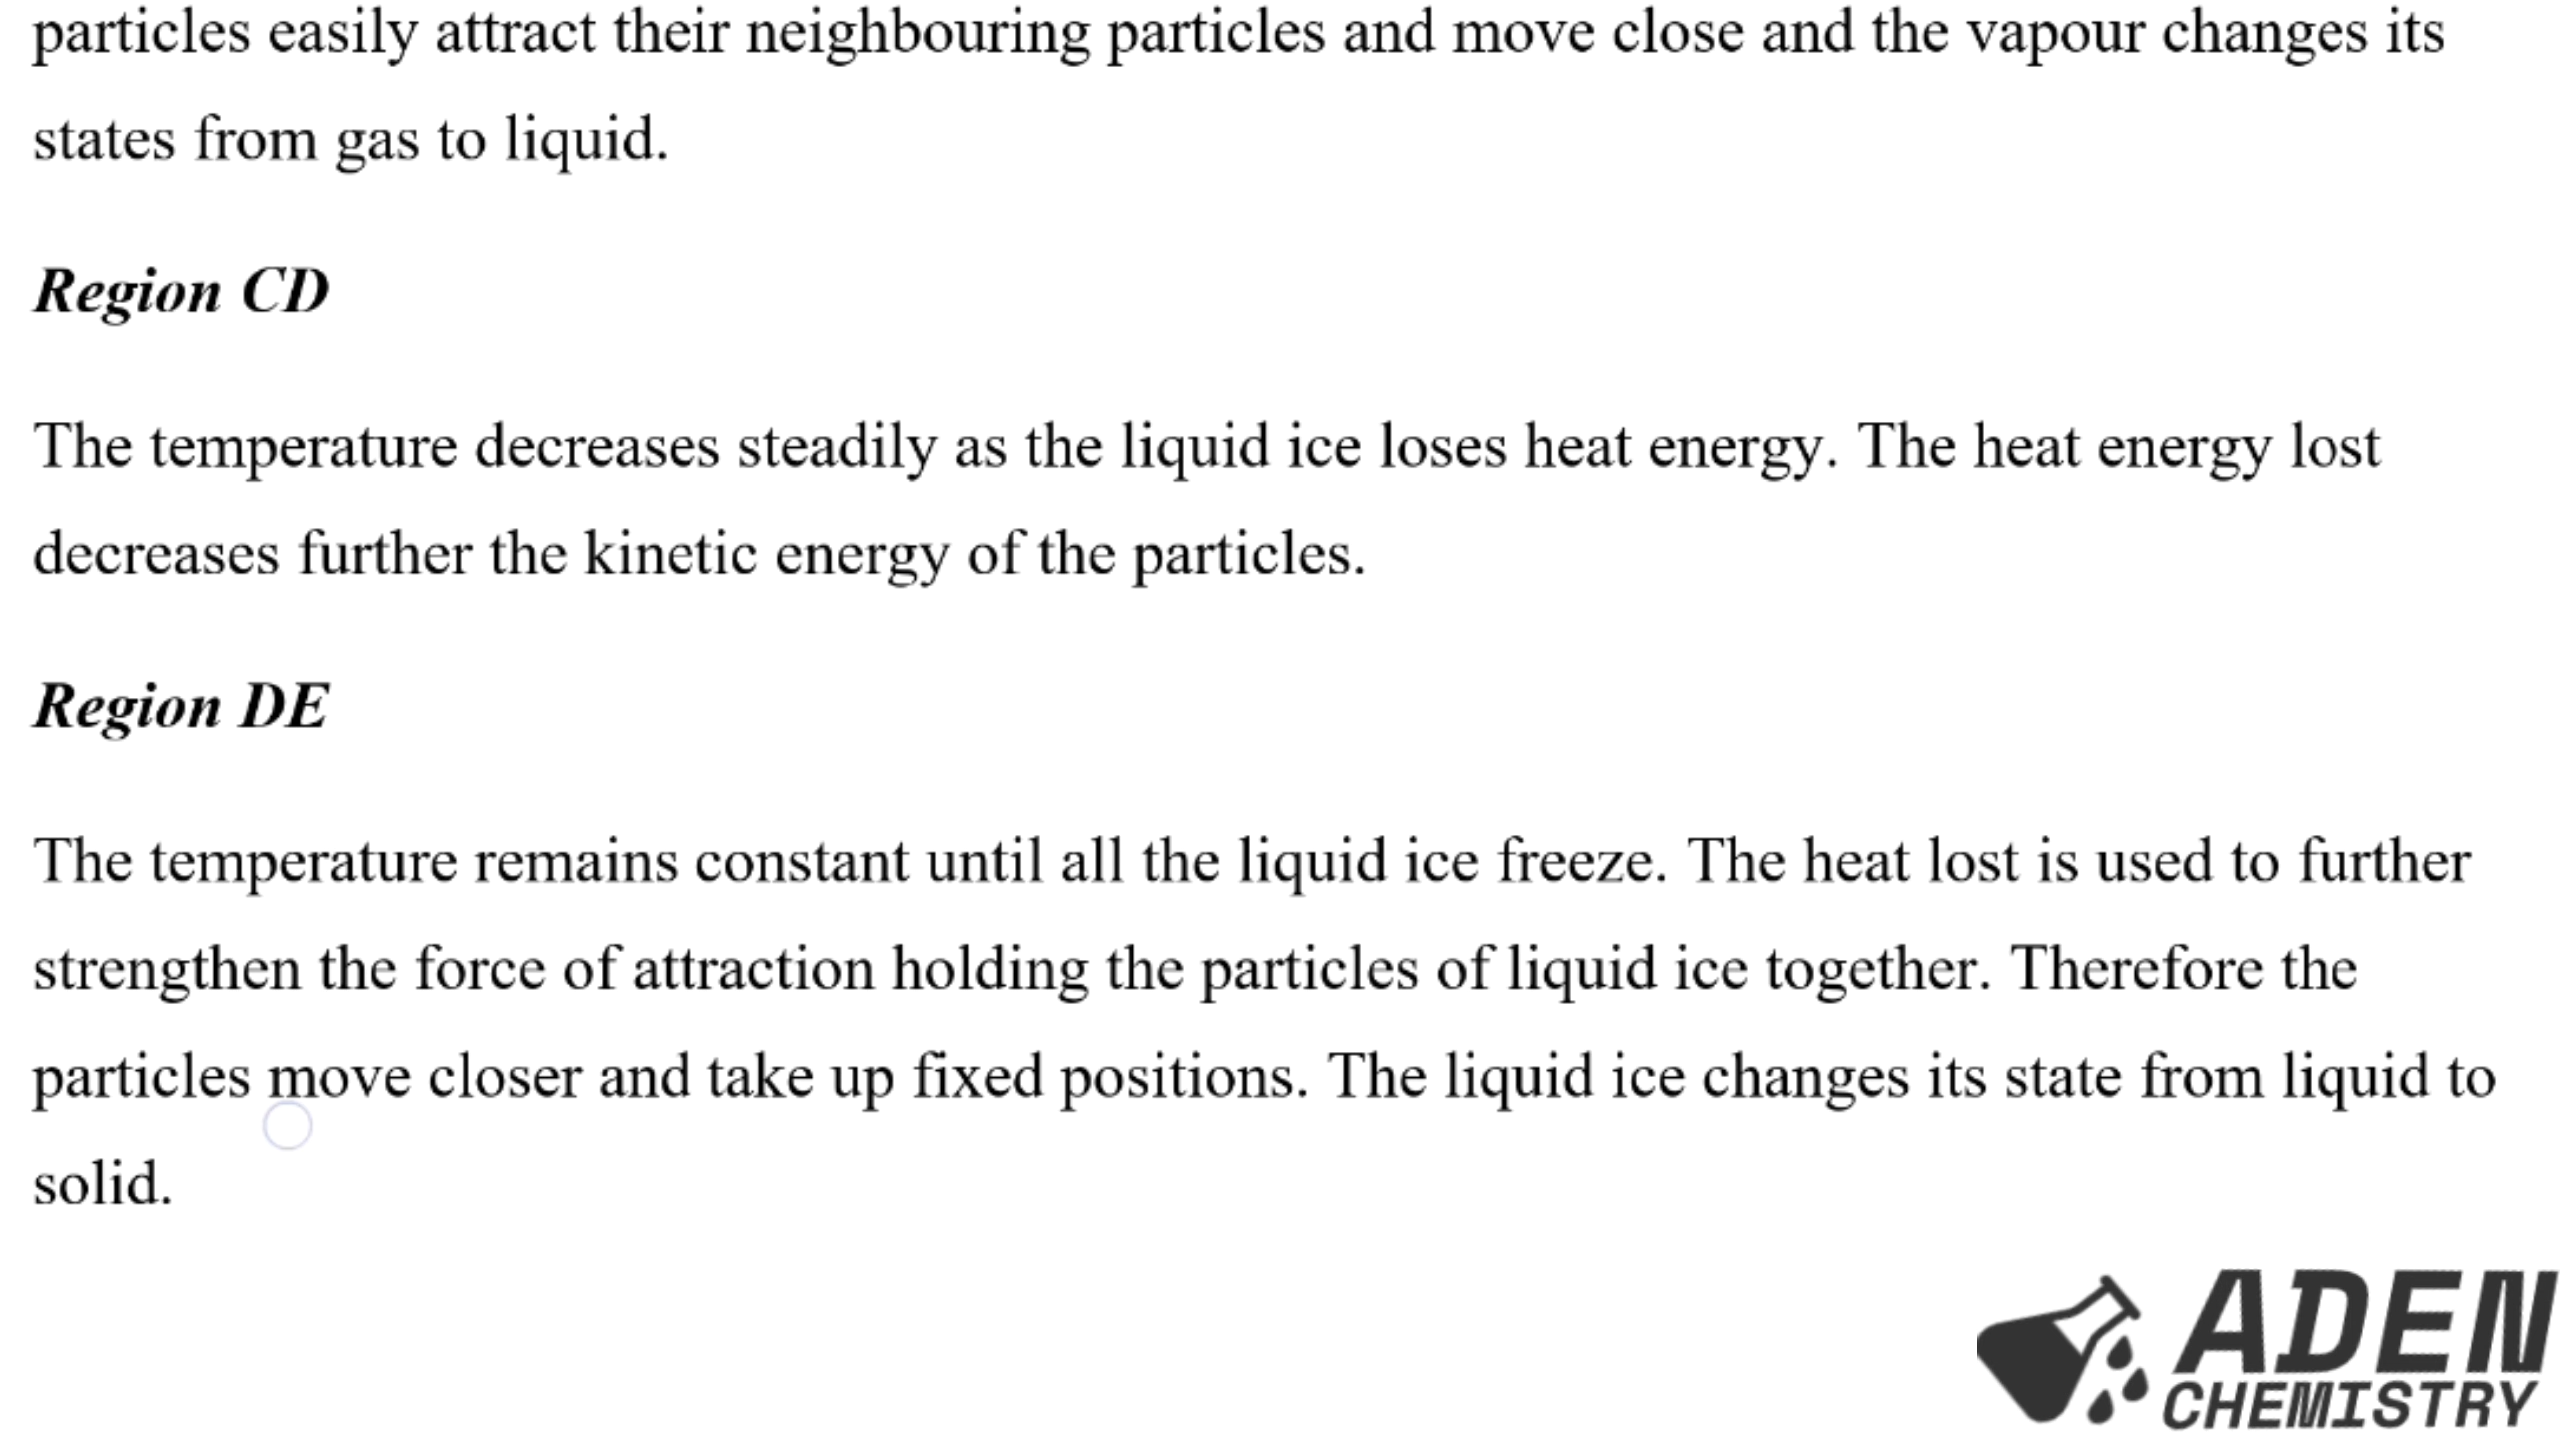 particles easily attract their neighbouring particles and move close and the vapour changes its
states from gas to liquid.
Region CD
The temperature decreases steadily as the liquid ice loses heat energy. The heat energy lost
decreases further the kinetic energy of the particles.
Region DE
The temperature remains constant until all the liquid ice freeze. The heat lost is used to further
strengthen the force of attraction holding the particles of liquid ice together. Therefore the
particles move closer and take up fixed positions. The liquid ice changes its state from liquid to
solid.
ADEN
CHEMISTRY